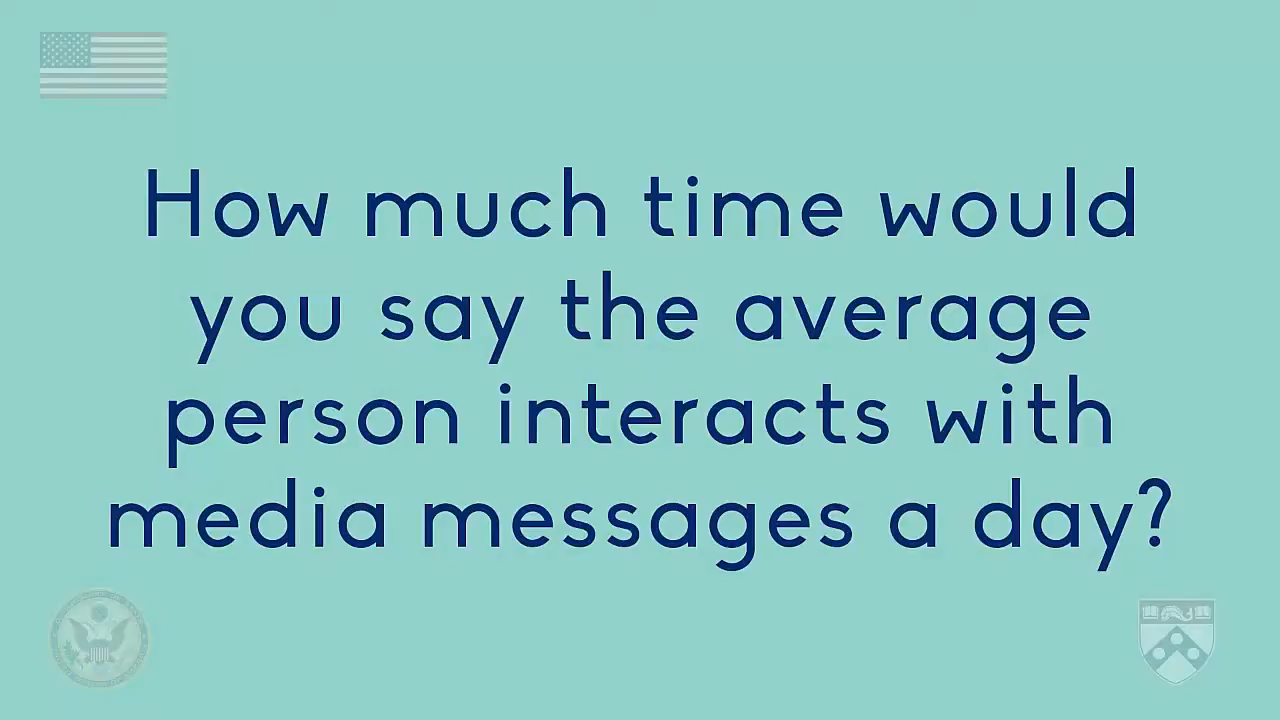 How much time would
you say the average
person interacts with
media messages a day?